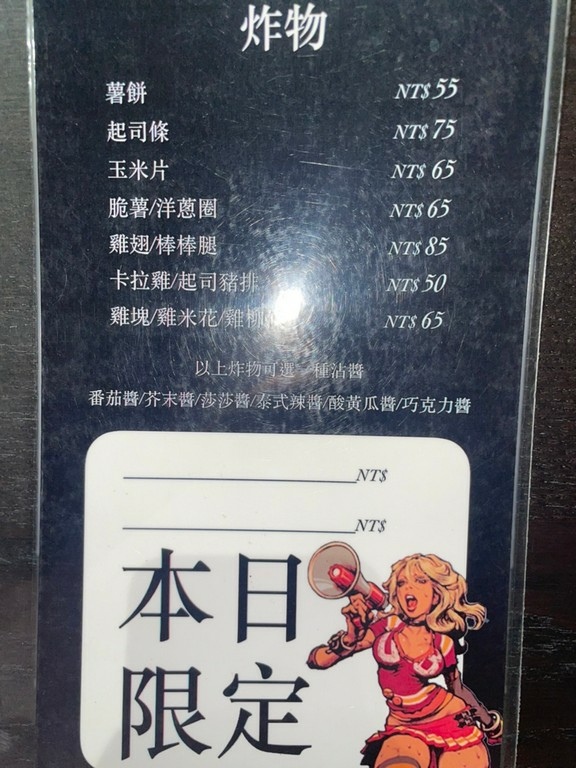 炸物
薯餅 NT$ 55
起司條 NT$ 75
玉米片 NT$ 65
脆薯/洋蔥圈 NT$ 65
雞翅/棒棒腿 NT$ 85
卡拉雞/起司豬排 NT$ 50
雞塊/雞米花/雞柳 NT$ 65
以上炸物可選一種沾醬
番茄醬/芥末醬/莎莎醬/泰式辣醬/酸黃瓜醬/巧克力醬
NT$
NT$
本日
限定